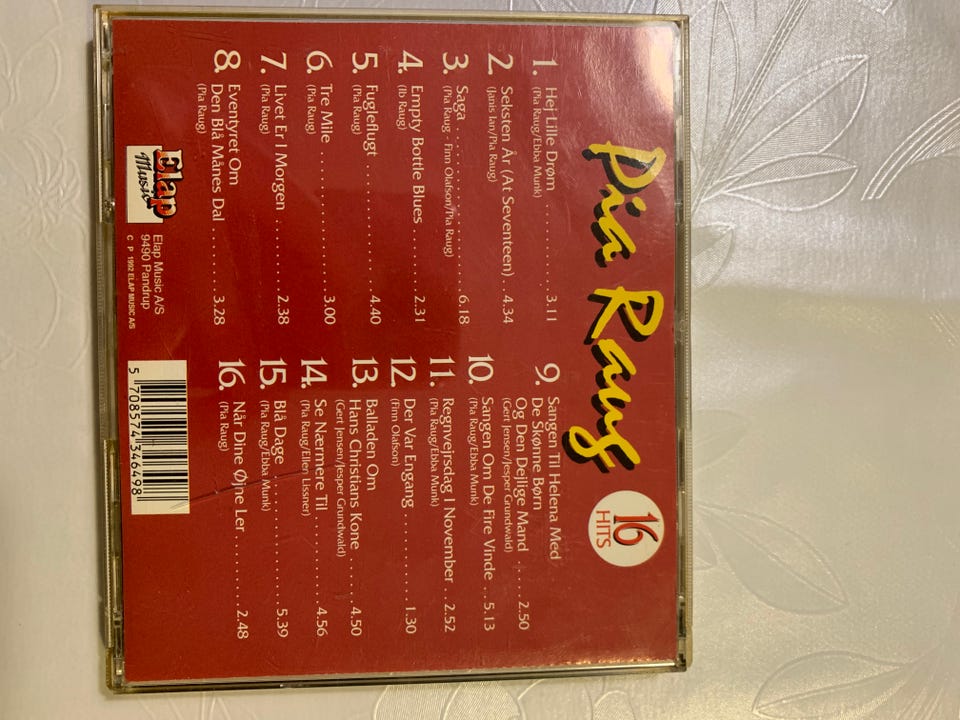 Pia Raug
16
HITS
1. Hej Lille Drøm . . . . . . . . . . . . . . . . 3.11
(Pia Raug/Ebba Munk)
2. Seksten År (At Seventeen) . 4.34
(Janis Ian/Pia Raug)
3. Saga . . . . . . . . . . . . . . . . . . . . . . . . 6.18
(Pia Raug - Finn Olafson/Pia Raug)
4. Empty Bottle Blues . . . . . . . . . 2.31
(Ib Raug)
5. Fugleflugt . . . . . . . . . . . . . . . . . . 4.40
(Pia Raug)
6. Tre Mile . . . . . . . . . . . . . . . . . . . . . 3.00
(Pia Raug)
7. Livet Er I Morgen . . . . . . . . . . . 2.38
(Pia Raug)
8. Eventyret Om
Den Blå Månes Dal . . . . . . . . . 3.28
(Pia Raug)
9. Sangen Til Helena Med
De Skønne Børn
Og Den Dejlige Mand . . . . . . 2.50
(Gert Jensen/Jesper Grundwald)
10. Sangen Om De Fire Vinde . . 5.13
(Pia Raug/Ebba Munk)
11. Regnvejrsdag I November . 2.52
(Pia Raug/Ebba Munk)
12. Der Var Engang . . . . . . . . . . . . . 1.30
(Finn Olafson)
13. Balladen Om
Hans Christians Kone . . . . . . 4.50
(Gert Jensen/Jesper Grundwald)
14. Se Nærmere Til . . . . . . . . . . . . . 4.56
(Pia Raug/Ellen Lissner)
15. Blå Dage . . . . . . . . . . . . . . . . . . . . 5.39
(Pia Raug/Ebba Munk)
16. Når Dine Øjne Ler . . . . . . . . . . 2.48
(Pia Raug)
Elap
Music
Elap Music A/S
9490 Pandrup
C P 1992 ELAP MUSIC A/S
5 708574 346498